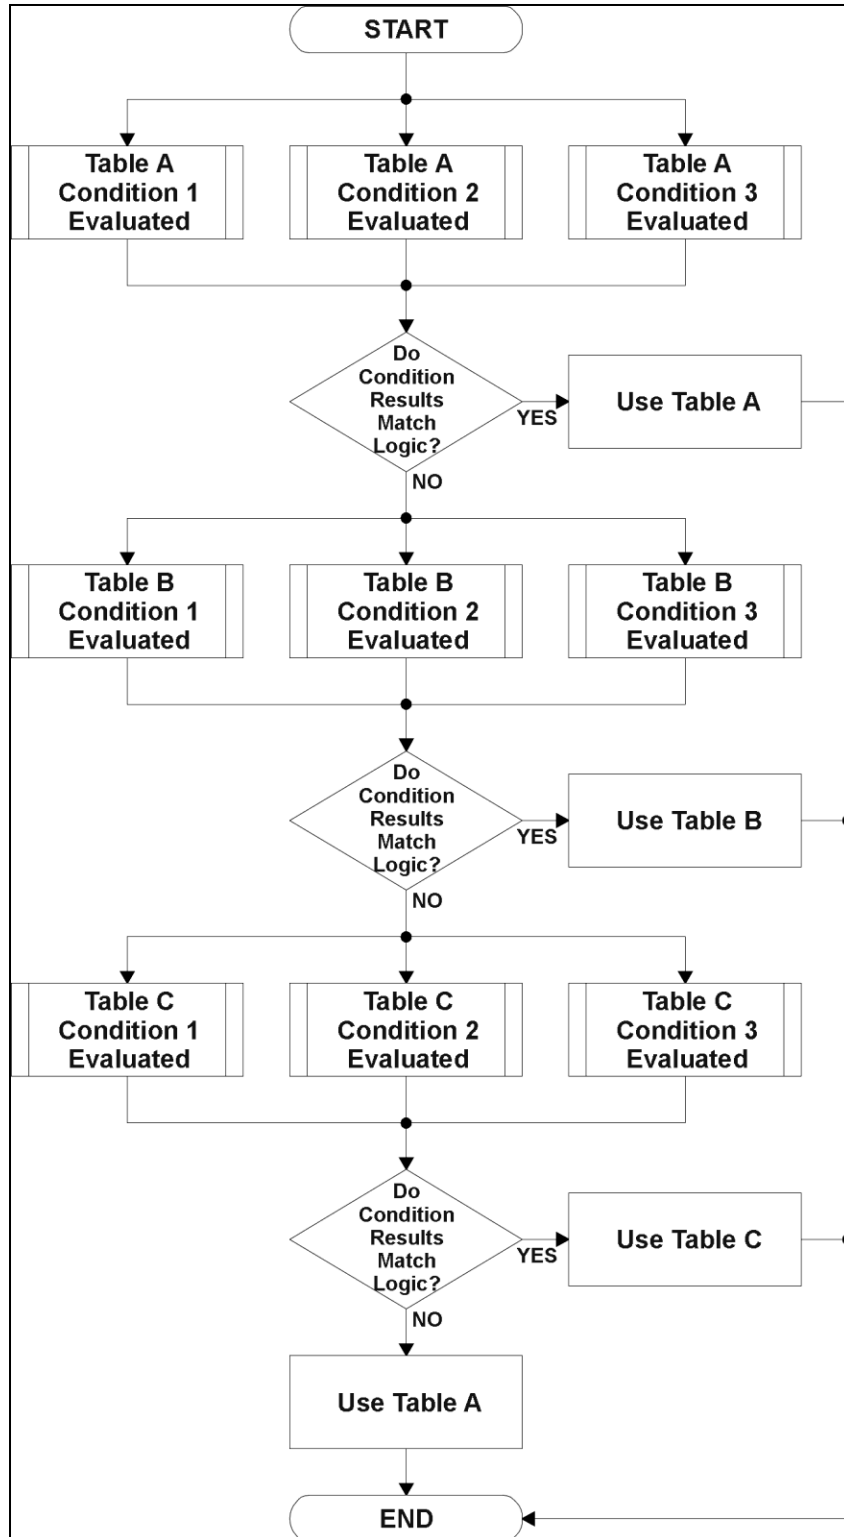 START
Table A
Condition 1
Evaluated
Table A
Condition 2
Evaluated
Table A
Condition 3
Evaluated
Do
Condition
Results
Match
Logic?
YES
Use Table A
NO
Table B
Condition 1
Evaluated
Table B
Condition 2
Evaluated
Table B
Condition 3
Evaluated
Do
Condition
Results
Match
Logic?
YES
Use Table B
NO
Table C
Condition 1
Evaluated
Table C
Condition 2
Evaluated
Table C
Condition 3
Evaluated
Do
Condition
Results
Match
Logic?
YES
Use Table C
NO
Use Table A
END